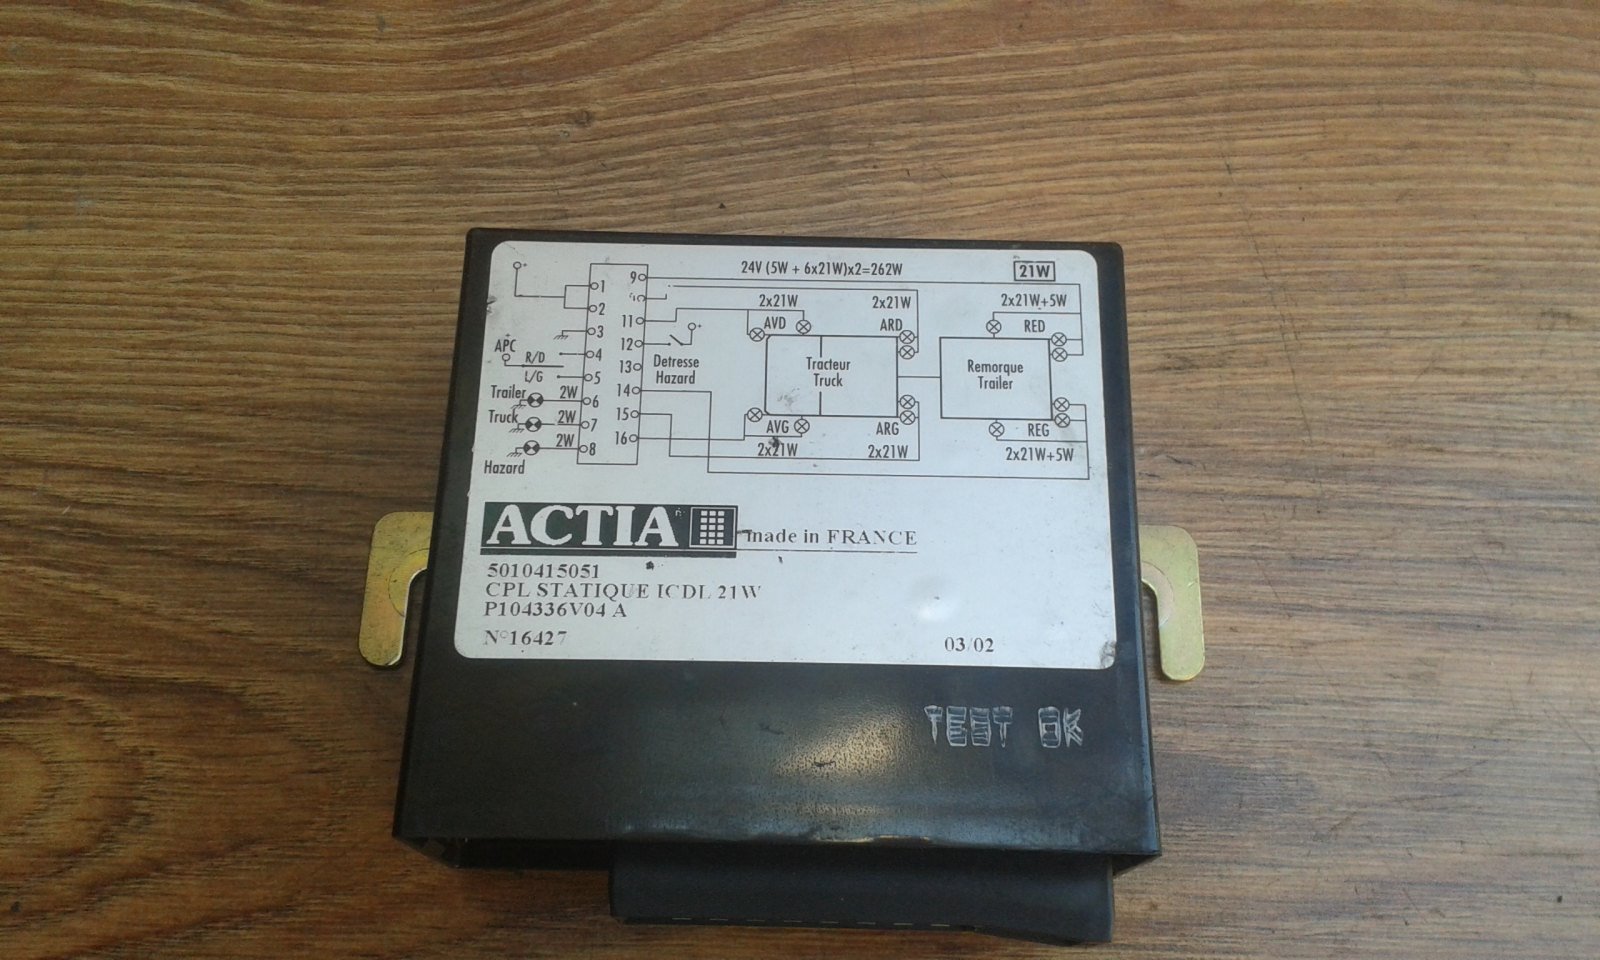 24V (5W + 6x21W)x2=262W
21W
+
1
2
3
4
5
6
7
8
9
11
12
13
14
15
16
+
APC
R/D
L/G
Trailer 2W
Truck 2W
2W
Hazard
+
Detresse
Hazard
2x21W
AVD
2x21W
ARD
2x21W+5W
RED
Tracteur
Truck
Remorque
Trailer
AVG
2x21W
ARG
2x21W
REG
2x21W+5W
ACTIA made in FRANCE
5010415051
CPL STATIQUE ICDL 21W
P104336V04 A
N°16427
03/02
TEST OK